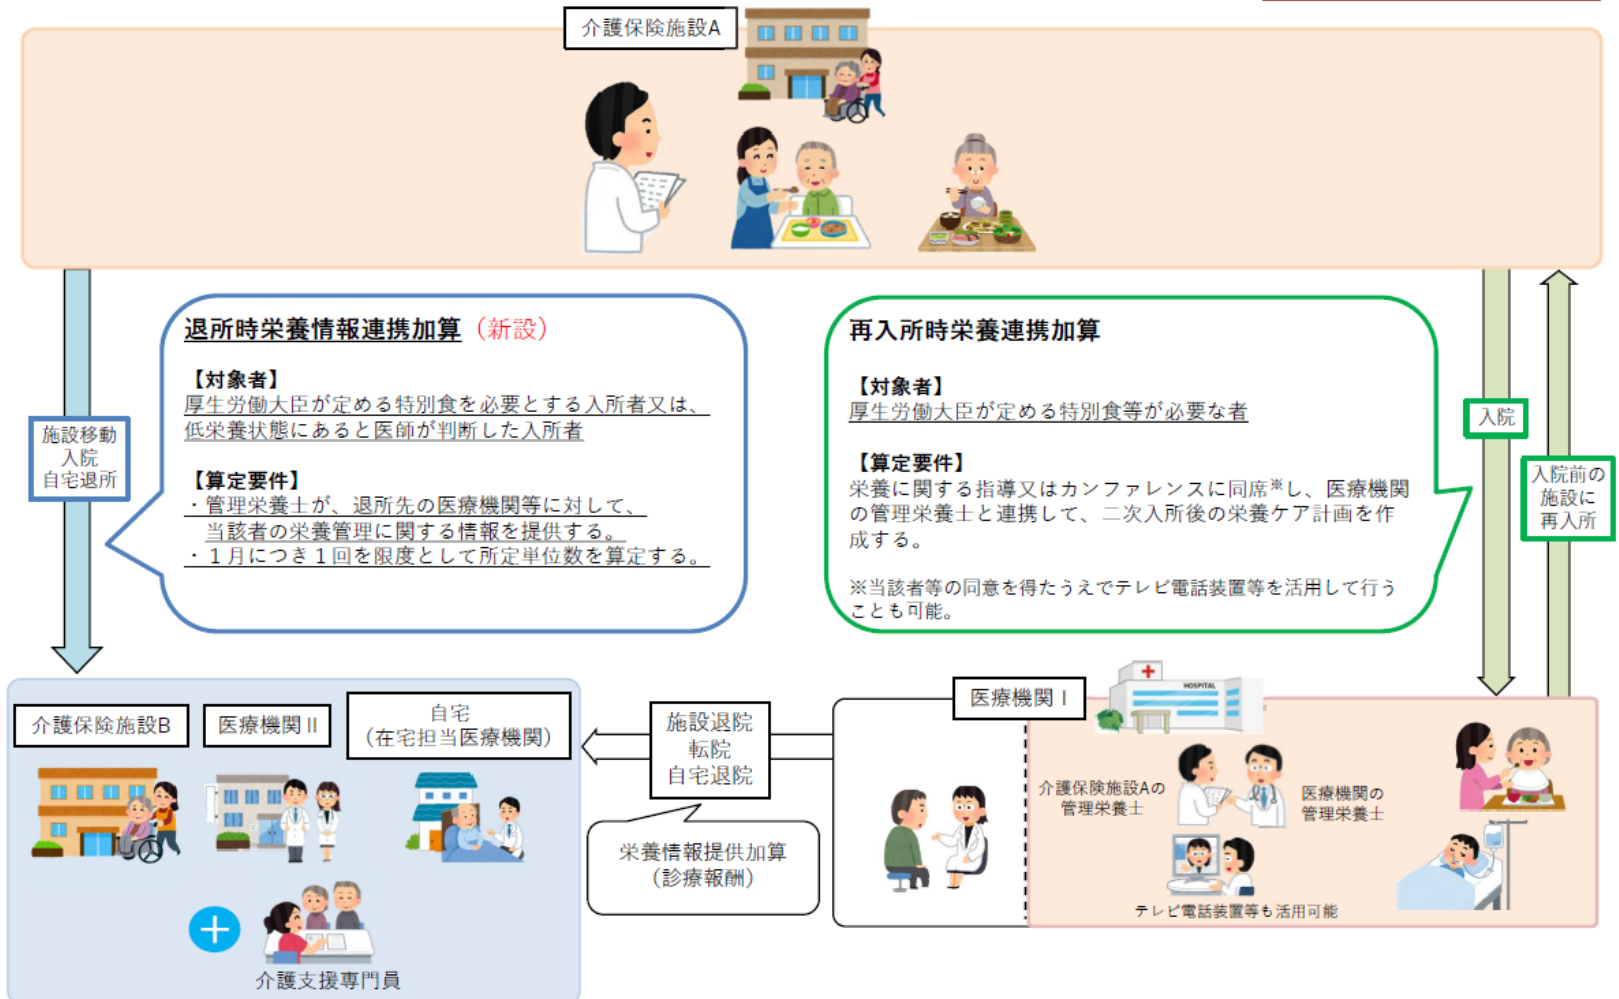 介護保険施設A
退所時栄養情報連携加算（新設）
【対象者】
厚生労働大臣が定める特別食を必要とする入所者又は、
低栄養状態にあると医師が判断した入所者
【算定要件】
・管理栄養士が、退所先の医療機関等に対して、
当該者の栄養管理に関する情報を提供する。
・１月につき１回を限度として所定単位数を算定する。
施設移動
入院
自宅退所
再入所時栄養連携加算
【対象者】
厚生労働大臣が定める特別食等が必要な者
【算定要件】
栄養に関する指導又はカンファレンスに同席※し、医療機関
の管理栄養士と連携して、二次入所後の栄養ケア計画を作
成する。
※当該者等の同意を得たうえでテレビ電話装置等を活用して行う
ことも可能。
入院
入院前の
施設に
再入所
介護保険施設B
医療機関Ⅱ
自宅
（在宅担当医療機関）
介護支援専門員
施設退院
転院
自宅退院
栄養情報提供加算
（診療報酬）
医療機関Ⅰ
HOSPITAL
介護保険施設Aの
管理栄養士
医療機関の
管理栄養士
テレビ電話装置等も活用可能